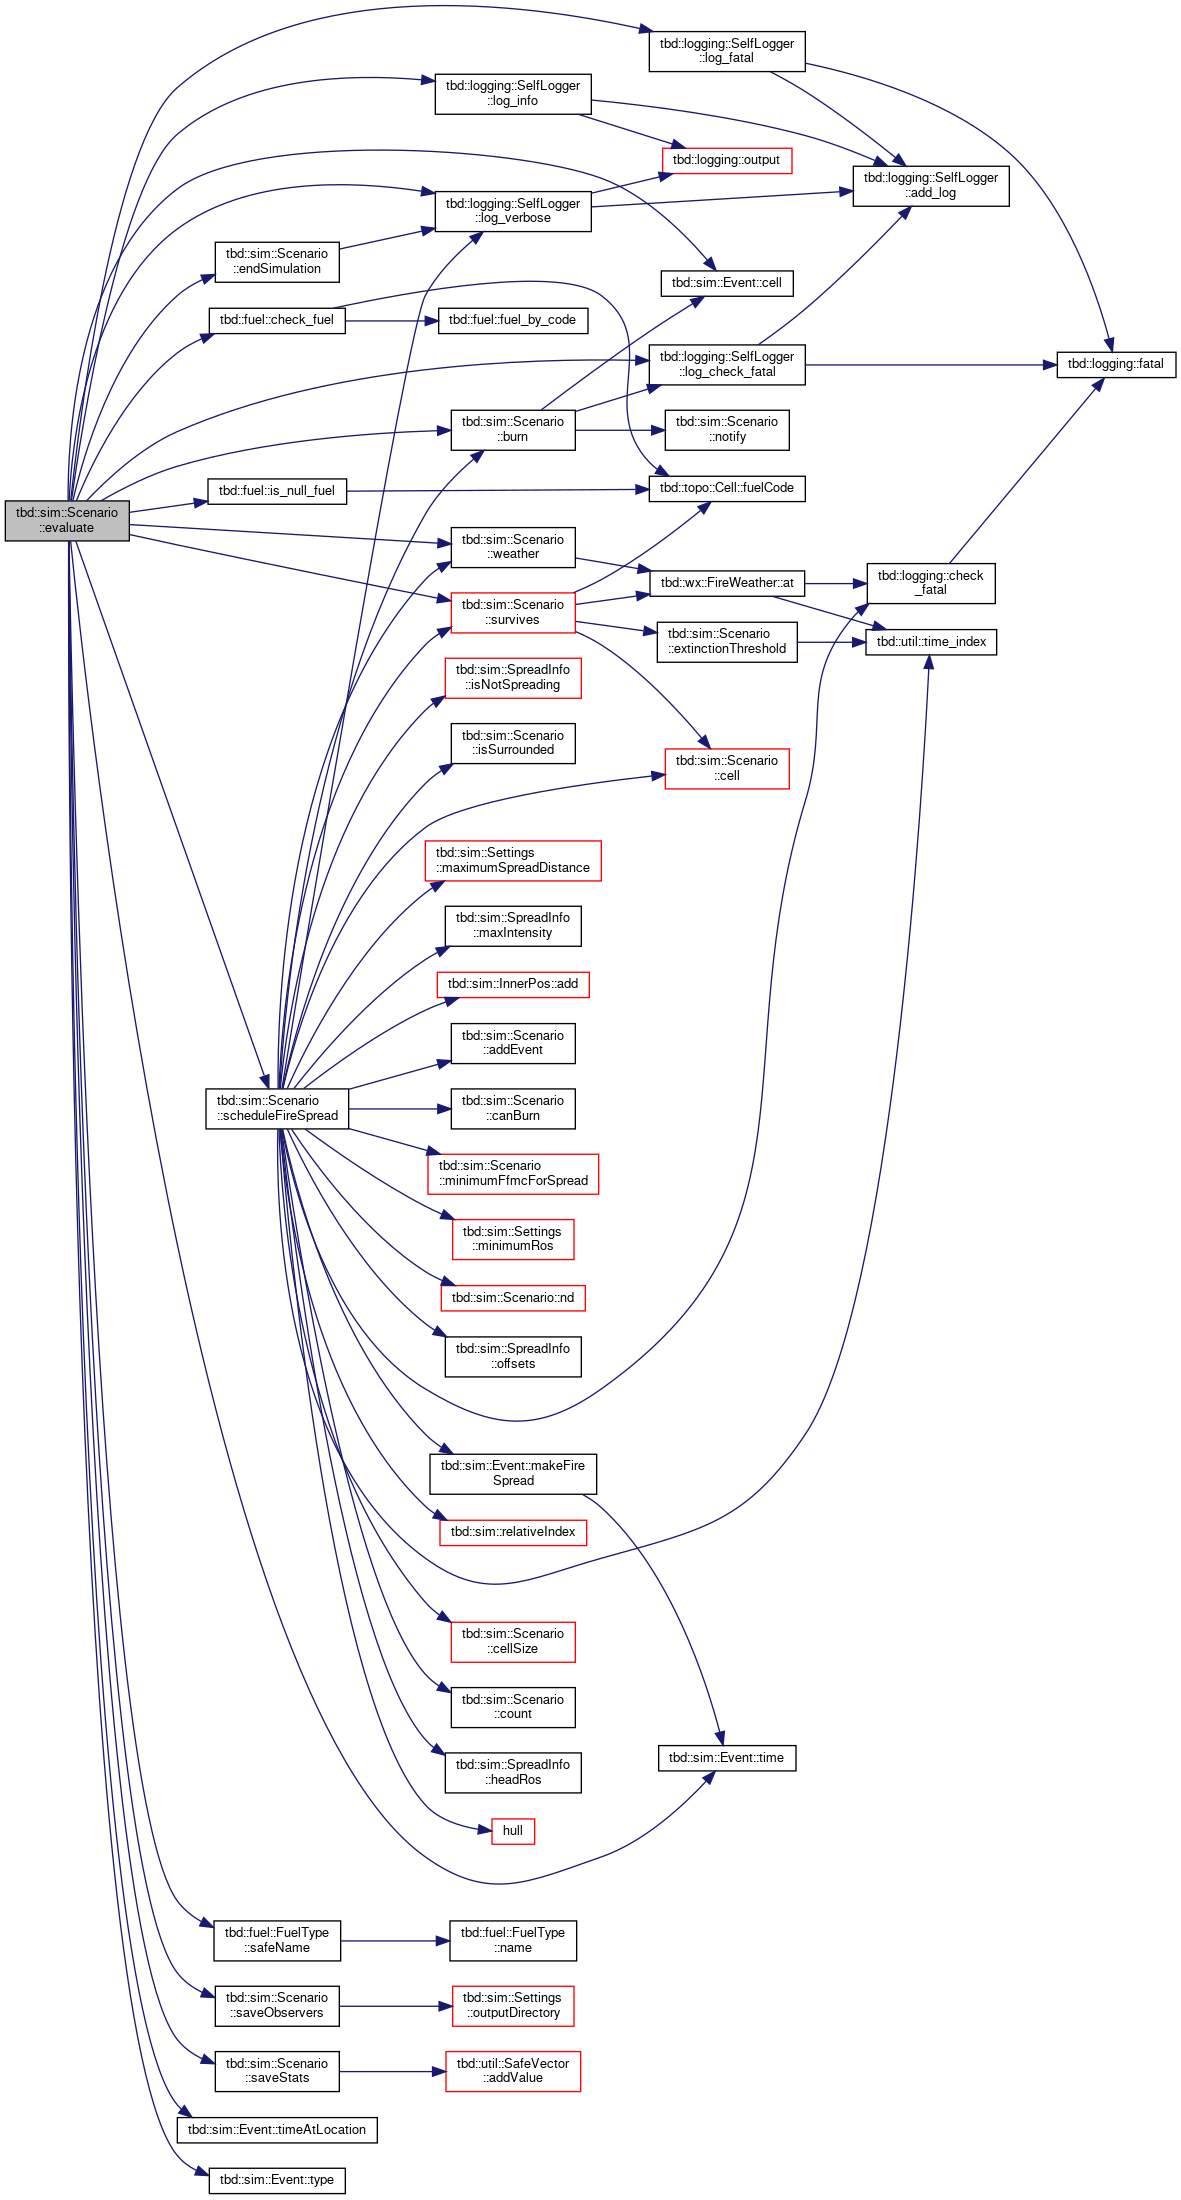 tbd::logging::SelfLogger
::log_fatal
tbd::logging::SelfLogger
::log_info
tbd::logging::output
tbd::logging::SelfLogger
::add_log
tbd::logging::SelfLogger
::log_verbose
tbd::sim::Scenario
::endSimulation
tbd::sim::Event::cell
tbd::fuel::check_fuel
tbd::fuel::fuel_by_code
tbd::logging::SelfLogger
::log_check_fatal
tbd::logging::fatal
tbd::sim::Scenario
::burn
tbd::sim::Scenario
::notify
tbd::fuel::is_null_fuel
tbd::topo::Cell::fuelCode
tbd::sim::Scenario
::evaluate
tbd::sim::Scenario
::weather
tbd::wx::FireWeather::at
tbd::logging::check
_fatal
tbd::sim::Scenario
::survives
tbd::sim::Scenario
::extinctionThreshold
tbd::util::time_index
tbd::sim::SpreadInfo
::isNotSpreading
tbd::sim::Scenario
::isSurrounded
tbd::sim::Scenario
::cell
tbd::sim::Settings
::maximumSpreadDistance
tbd::sim::SpreadInfo
::maxIntensity
tbd::sim::InnerPos::add
tbd::sim::Scenario
::addEvent
tbd::sim::Scenario
::scheduleFireSpread
tbd::sim::Scenario
::canBurn
tbd::sim::Scenario
::minimumFfmcForSpread
tbd::sim::Settings
::minimumRos
tbd::sim::Scenario::nd
tbd::sim::SpreadInfo
::offsets
tbd::sim::Event::makeFire
Spread
tbd::sim::relativeIndex
tbd::sim::Scenario
::cellSize
tbd::sim::Scenario
::count
tbd::sim::SpreadInfo
::headRos
tbd::sim::Event::time
hull
tbd::fuel::FuelType
::safeName
tbd::fuel::FuelType
::name
tbd::sim::Scenario
::saveObservers
tbd::sim::Settings
::outputDirectory
tbd::sim::Scenario
::saveStats
tbd::util::SafeVector
::addValue
tbd::sim::Event::timeAtLocation
tbd::sim::Event::type